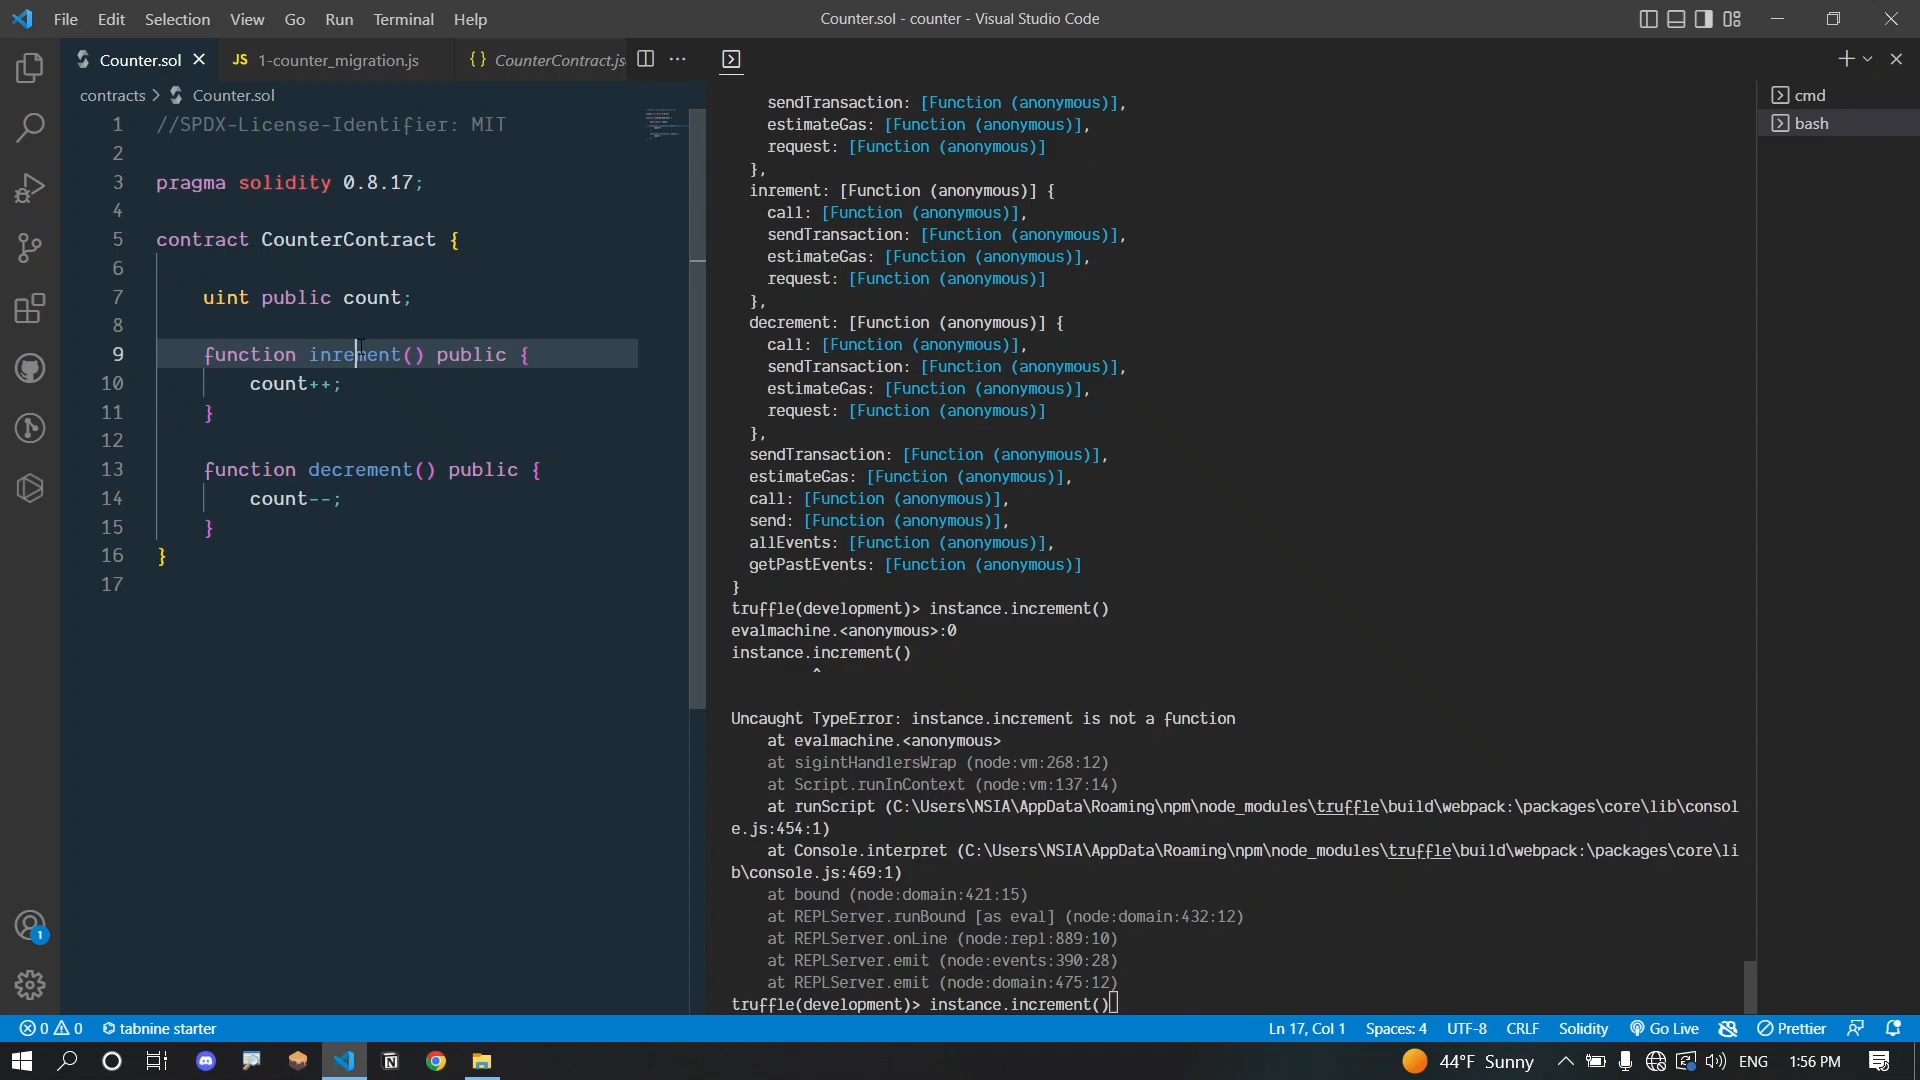 File Edit Selection View Go Run Terminal Help
Counter.sol - counter - Visual Studio Code
Counter.sol
JS 1-counter_migration.js
{} CounterContract.js
contracts > Counter.sol
1 //SPDX-License-Identifier: MIT
2
3 pragma solidity 0.8.17;
4
5 contract CounterContract {
6
7 uint public count;
8
9 function inrement() public {
10 count++;
11 }
12
13 function decrement() public {
14 count--;
15 }
16 }
17
sendTransaction: [Function (anonymous)],
estimateGas: [Function (anonymous)],
request: [Function (anonymous)]
},
inrement: [Function (anonymous)] {
call: [Function (anonymous)],
sendTransaction: [Function (anonymous)],
estimateGas: [Function (anonymous)],
request: [Function (anonymous)]
},
decrement: [Function (anonymous)] {
call: [Function (anonymous)],
sendTransaction: [Function (anonymous)],
estimateGas: [Function (anonymous)],
request: [Function (anonymous)]
},
sendTransaction: [Function (anonymous)],
estimateGas: [Function (anonymous)],
call: [Function (anonymous)],
send: [Function (anonymous)],
allEvents: [Function (anonymous)],
getPastEvents: [Function (anonymous)]
}
truffle(development)> instance.increment()
evalmachine.<anonymous>:0
instance.increment()
^
Uncaught TypeError: instance.increment is not a function
at evalmachine.<anonymous>
at sigintHandlersWrap (node:vm:268:12)
at Script.runInContext (node:vm:137:14)
at runScript (C:\Users\NSIA\AppData\Roaming\npm\node_modules\truffle\build\webpack:\packages\core\lib\consol
e.js:454:1)
at Console.interpret (C:\Users\NSIA\AppData\Roaming\npm\node_modules\truffle\build\webpack:\packages\core\li
b\console.js:469:1)
at bound (node:domain:421:15)
at REPLServer.runBound [as eval] (node:domain:432:12)
at REPLServer.onLine (node:repl:889:10)
at REPLServer.emit (node:events:390:28)
at REPLServer.emit (node:domain:475:12)
truffle(development)> instance.increment()
cmd
bash
1
0 0 tabnine starter
Ln 17, Col 1 Spaces: 4 UTF-8 CRLF Solidity Go Live Prettier
44°F Sunny ENG 1:56 PM